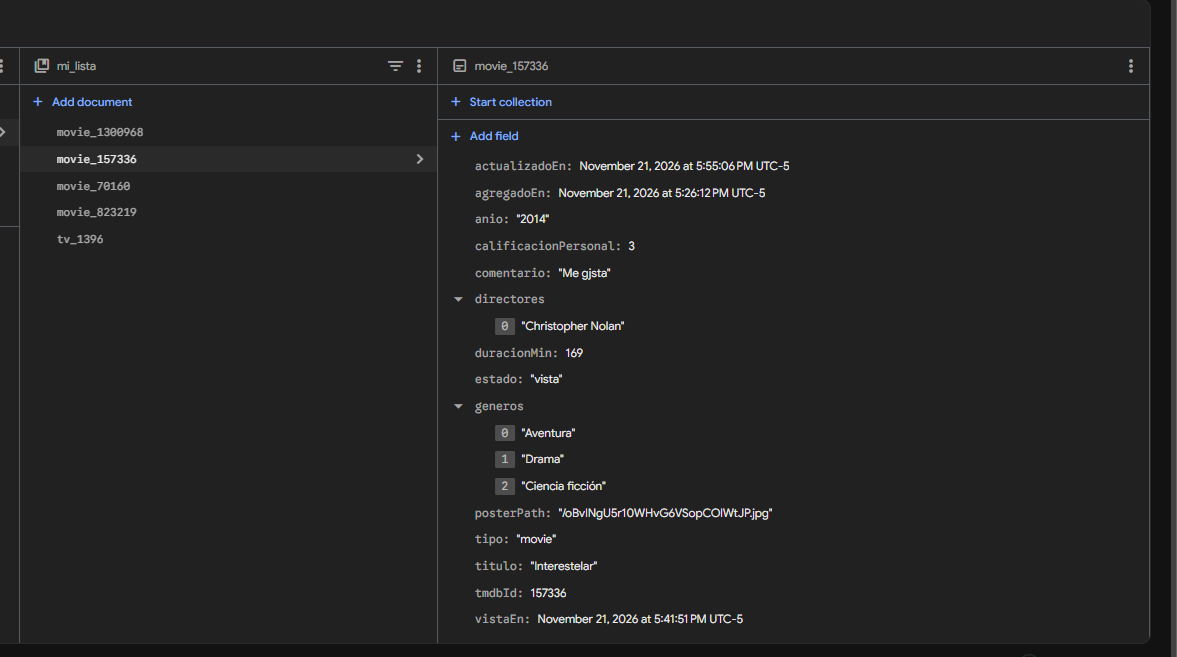 mi_lista
Add document
movie_1300968
movie_157336
movie_70160
movie_823219
tv_1396
movie_157336
Start collection
Add field
actualizadoEn: November 21, 2026 at 5:55:06 PM UTC-5
agregadoEn: November 21, 2026 at 5:26:12 PM UTC-5
anio: "2014"
calificacionPersonal: 3
comentario: "Me gjsta"
directores
0 "Christopher Nolan"
duracionMin: 169
estado: "vista"
generos
0 "Aventura"
1 "Drama"
2 "Ciencia ficción"
posterPath: "/oBvINgU5r10WHvG6VSopCOIWtJP.jpg"
tipo: "movie"
titulo: "Interestelar"
tmdbId: 157336
vistaEn: November 21, 2026 at 5:41:51 PM UTC-5